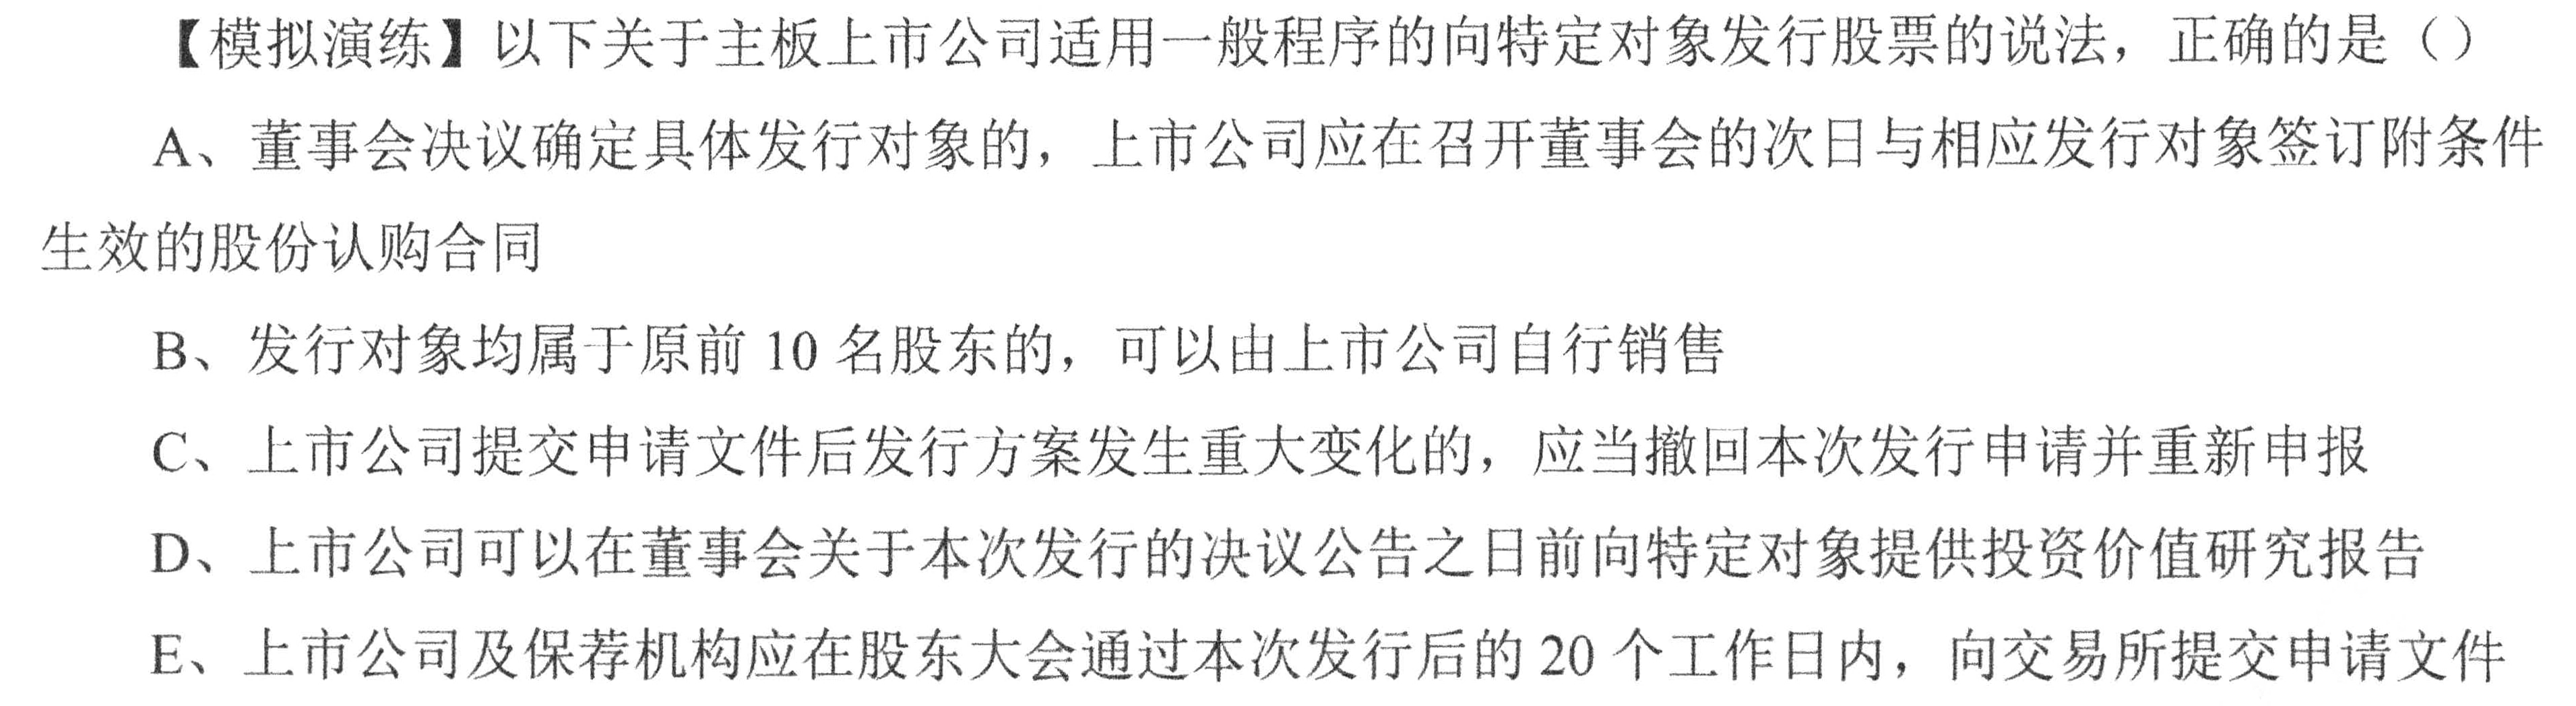 【模拟演练】以下关于主板上市公司适用一般程序的向特定对象发行股票的说法，正确的是（）
A、董事会决议确定具体发行对象的，上市公司应在召开董事会的次日与相应发行对象签订附条件
生效的股份认购合同
B、发行对象均属于原前 10 名股东的，可以由上市公司自行销售
C、上市公司提交申请文件后发行方案发生重大变化的，应当撤回本次发行申请并重新申报
D、上市公司可以在董事会关于本次发行的决议公告之日前向特定对象提供投资价值研究报告
E、上市公司及保荐机构应在股东大会通过本次发行后的 20 个工作日内，向交易所提交申请文件